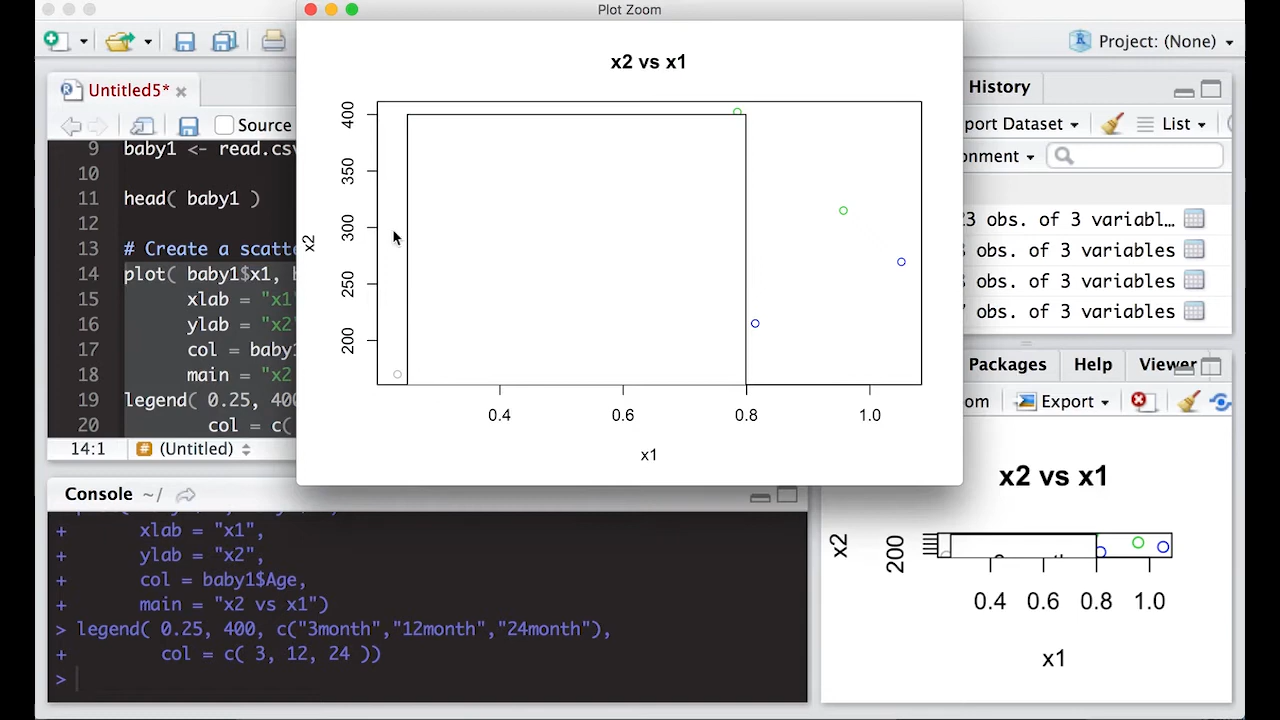 Plot Zoom
Project: (None)
x2 vs x1
400
350
300
250
200
x2
0.4
0.6
0.8
1.0
x1
Untitled5*
Source
9 baby1 <- read.csv
10
11 head( baby1 )
12
13 # Create a scatte
14 plot( baby1$x1, b
15 xlab = "x1"
16 ylab = "x2"
17 col = baby1
18 main = "x2
19 legend( 0.25, 400
20 col = c(
14:1
(Untitled)
History
port Dataset
List
onment
23 obs. of 3 variabl…
obs. of 3 variables
obs. of 3 variables
obs. of 3 variables
Packages
Help
Viewer
om
Export
Console ~/
+ xlab = "x1",
+ ylab = "x2",
+ col = baby1$Age,
+ main = "x2 vs x1")
> legend( 0.25, 400, c("3month","12month","24month"),
+ col = c( 3, 12, 24 ))
>
x2 vs x1
x2
200
0.4 0.6 0.8 1.0
x1